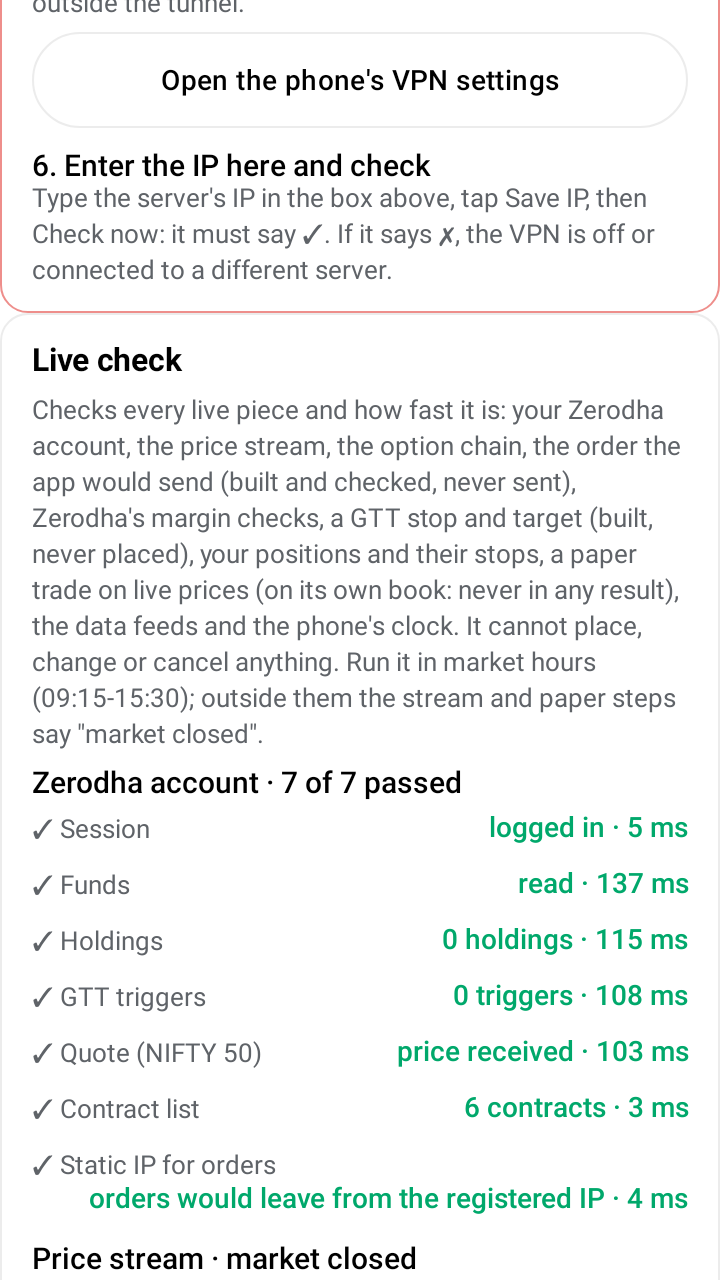 outside the tunnel.
Open the phone's VPN settings
6. Enter the IP here and check
Type the server's IP in the box above, tap Save IP, then
Check now: it must say ✓. If it says ✗, the VPN is off or
connected to a different server.
Live check
Checks every live piece and how fast it is: your Zerodha
account, the price stream, the option chain, the order the
app would send (built and checked, never sent),
Zerodha's margin checks, a GTT stop and target (built,
never placed), your positions and their stops, a paper
trade on live prices (on its own book: never in any result),
the data feeds and the phone's clock. It cannot place,
change or cancel anything. Run it in market hours
(09:15-15:30); outside them the stream and paper steps
say "market closed".
Zerodha account · 7 of 7 passed
✓ Session logged in · 5 ms
✓ Funds read · 137 ms
✓ Holdings 0 holdings · 115 ms
✓ GTT triggers 0 triggers · 108 ms
✓ Quote (NIFTY 50) price received · 103 ms
✓ Contract list 6 contracts · 3 ms
✓ Static IP for orders
orders would leave from the registered IP · 4 ms
Price stream · market closed